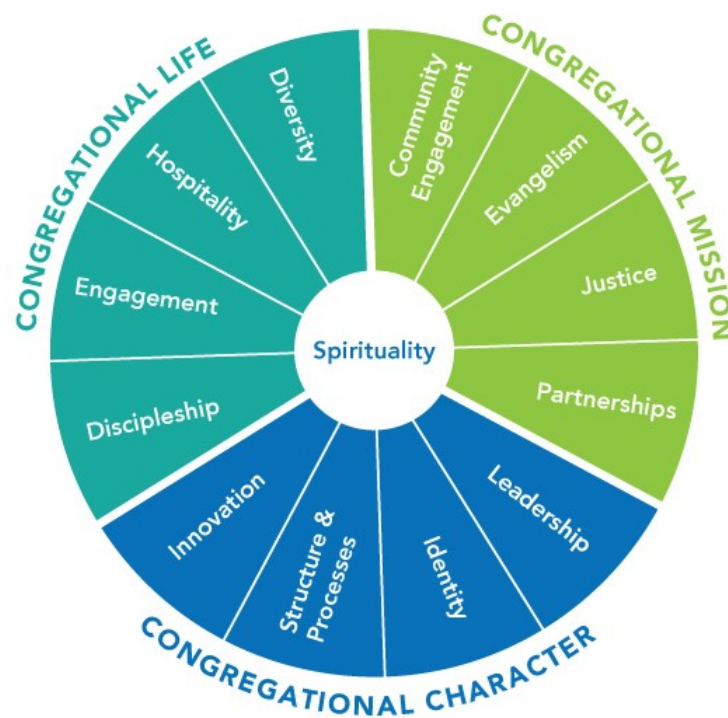 CONGREGATIONAL LIFE
Diversity
Hospitality
Engagement
Discipleship
CONGREGATIONAL MISSION
Community
Engagement
Evangelism
Justice
Partnerships
Spirituality
Innovation
Structure &
Processes
Identity
Leadership
CONGREGATIONAL CHARACTER